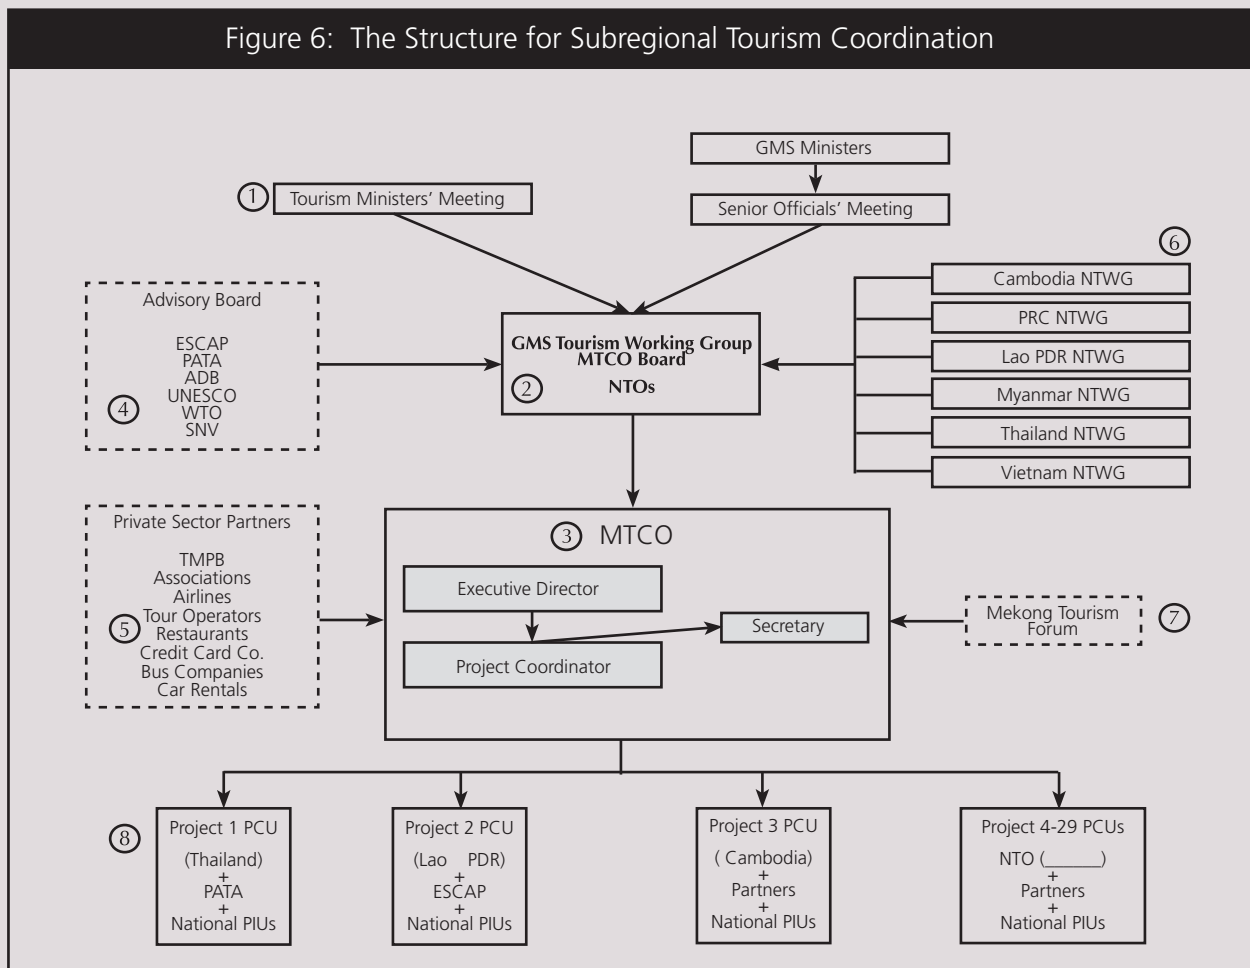 Figure 6: The Structure for Subregional Tourism Coordination
GMS Ministers
1
Tourism Ministers' Meeting
Senior Officials' Meeting
6
Cambodia NTWG
PRC NTWG
Lao PDR NTWG
Myanmar NTWG
Thailand NTWG
Vietnam NTWG
Advisory Board
ESCAP
PATA
ADB
UNESCO
WTO
SNV
4
GMS Tourism Working Group
MTCO Board
NTOs
2
Private Sector Partners
TMPB
Associations
Airlines
Tour Operators
Restaurants
Credit Card Co.
Bus Companies
Car Rentals
5
3 MTCO
Executive Director
Secretary
Project Coordinator
Mekong Tourism
Forum
7
8
Project 1 PCU
(Thailand)
+
PATA
+
National PIUs
Project 2 PCU
(Lao PDR)
+
ESCAP
+
National PIUs
Project 3 PCU
( Cambodia)
+
Partners
+
National PIUs
Project 4-29 PCUs
NTO (______)
+
Partners
+
National PIUs